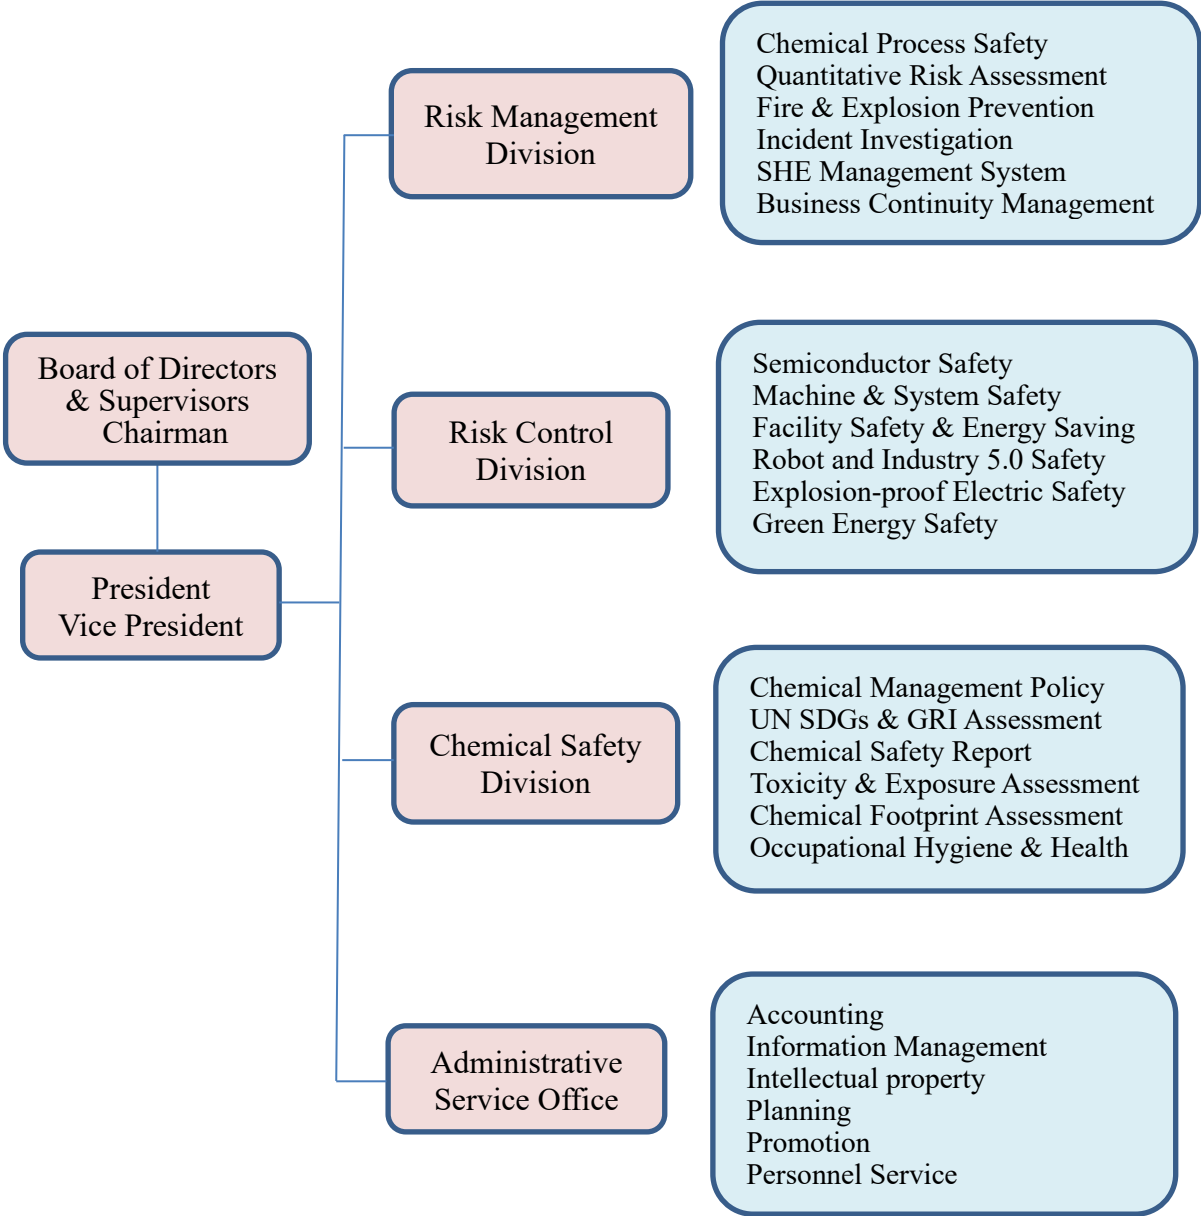 Board of Directors
& Supervisors
Chairman
President
Vice President
Risk Management
Division
Chemical Process Safety
Quantitative Risk Assessment
Fire & Explosion Prevention
Incident Investigation
SHE Management System
Business Continuity Management
Risk Control
Division
Semiconductor Safety
Machine & System Safety
Facility Safety & Energy Saving
Robot and Industry 5.0 Safety
Explosion-proof Electric Safety
Green Energy Safety
Chemical Safety
Division
Chemical Management Policy
UN SDGs & GRI Assessment
Chemical Safety Report
Toxicity & Exposure Assessment
Chemical Footprint Assessment
Occupational Hygiene & Health
Administrative
Service Office
Accounting
Information Management
Intellectual property
Planning
Promotion
Personnel Service